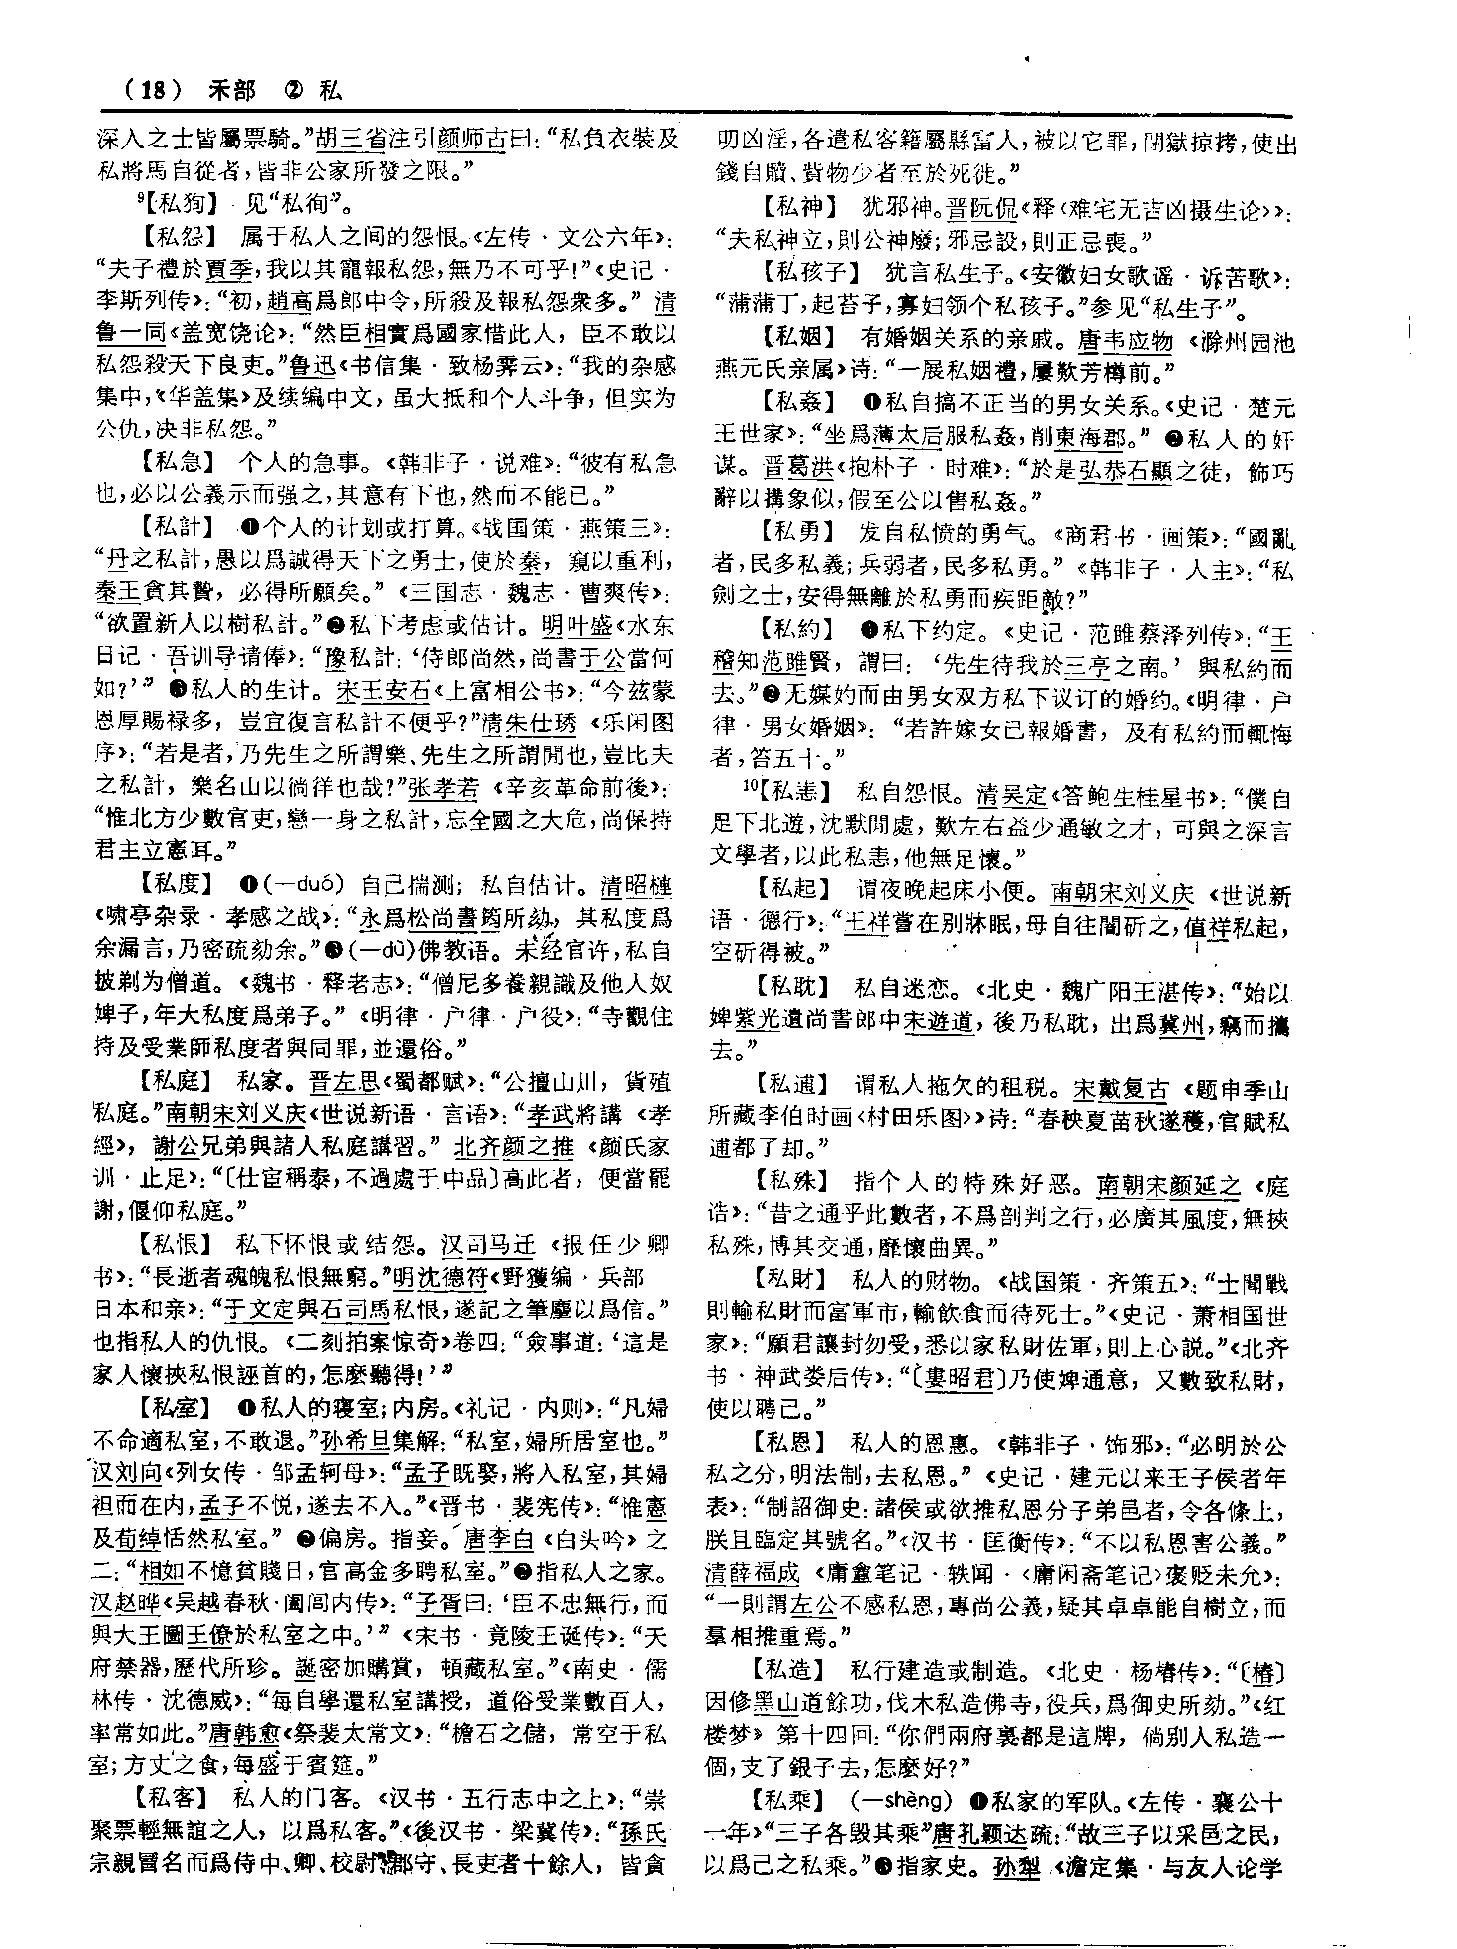 （18） 禾部 ② 私
深入之士皆屬票騎。”胡三省注引颜师古曰：“私負衣裝及
私將馬自從者，皆非公家所發之限。”
⁹【私狥】 见“私徇”。
【私怨】 属于私人之间的怨恨。《左传·文公六年》：
“夫子禮於賈季，我以其寵報私怨，無乃不可乎！”《史记·
李斯列传》：“初，趙高爲郎中令，所殺及報私怨衆多。” 清
鲁一同《盖宽饶论》：“然臣相實爲國家惜此人，臣不敢以
私怨殺天下良吏。”鲁迅《书信集·致杨霁云》：“我的杂感
集中，《华盖集》及续编中文，虽大抵和个人斗争，但实为
公仇，决非私怨。”
【私急】 个人的急事。《韩非子·说难》：“彼有私急
也，必以公義示而强之，其意有下也，然而不能已。”
【私計】 ❶个人的计划或打算。《战国策·燕策三》：
“丹之私計，愚以爲誠得天下之勇士，使於秦，窺以重利，
秦王貪其贄，必得所願矣。”《三国志·魏志·曹爽传》：
“欲置新人以樹私計。”❷私下考虑或估计。明叶盛《水东
日记·吾训导请俸》：“豫私計：‘侍郎尚然，尚書于公當何
如？’” ❸私人的生计。宋王安石《上富相公书》：“今兹蒙
恩厚賜禄多，豈宜復言私計不便乎？”清朱仕琇《乐闲图
序》：“若是者，乃先生之所謂樂、先生之所謂閒也，豈比夫
之私計，樂名山以徜徉也哉？”张孝若《辛亥革命前後》：
“惟北方少數官吏，戀一身之私計，忘全國之大危，尚保持
君主立憲耳。”
【私度】 ❶（—duó）自己揣测；私自估计。清昭槤
《啸亭杂录·孝感之战》：“永爲松尚書筠所劾，其私度爲
余漏言，乃密疏劾余。”❷（—dù）佛教语。未经官许，私自
披剃为僧道。《魏书·释老志》：“僧尼多養親識及他人奴
婢子，年大私度爲弟子。”《明律·户律·户役》：“寺觀住
持及受業師私度者與同罪，並還俗。”
【私庭】 私家。晋左思《蜀都赋》：“公擅山川，貨殖
私庭。”南朝宋刘义庆《世说新语·言语》：“孝武將講《孝
經》，謝公兄弟與諸人私庭講習。”北齐颜之推《颜氏家
训·止足》：“〔仕宦稱泰，不過處于中品〕高此者，便當罷
謝，偃仰私庭。”
【私恨】 私下怀恨或结怨。汉司马迁《报任少卿
书》：“長逝者魂魄私恨無窮。”明沈德符《野獲编·兵部
日本和亲》：“于文定與石司馬私恨，遂記之筆塵以爲信。”
也指私人的仇恨。《二刻拍案惊奇》卷四：“僉事道：‘這是
家人懷挾私恨誣首的，怎麽聽得！’”
【私室】 ❶私人的寝室；内房。《礼记·内则》：“凡婦
不命適私室，不敢退。”孙希旦集解：“私室，婦所居室也。”
汉刘向《列女传·邹孟轲母》：“孟子既娶，將入私室，其婦
袒而在内，孟子不悦，遂去不入。”《晋书·裴宪传》：“惟憲
及荀綽恬然私室。” ❷偏房。指妾。唐李白《白头吟》之
二：“相如不憶貧賤日，官高金多聘私室。”❸指私人之家。
汉赵晔《吴越春秋·阖闾内传》：“子胥曰：‘臣不忠無行，而
與大王圖王僚於私室之中。’”《宋书·竟陵王诞传》：“天
府禁器，歷代所珍。誕密加購賞，頓藏私室。”《南史·儒
林传·沈德威》：“每自學還私室講授，道俗受業數百人，
率常如此。”唐韩愈《祭裴太常文》：“檐石之儲，常空于私
室；方丈之食，每盛于賓筵。”
【私客】 私人的门客。《汉书·五行志中之上》：“崇
聚票輕無誼之人，以爲私客。”《後汉书·梁冀传》：“孫氏
宗親冒名而爲侍中、卿、校尉、郡守、長吏者十餘人，皆貪
叨凶淫，各遣私客籍屬縣富人，被以它罪，閉獄掠拷，使出
錢自贖、貲物少者至於死徙。”
【私神】 犹邪神。晋阮侃《释〈难宅无吉凶摄生论〉》：
“夫私神立，則公神廢；邪忌設，則正忌喪。”
【私孩子】 犹言私生子。《安徽妇女歌谣·诉苦歌》：
“蒲蒲丁，起苔子，寡妇领个私孩子。”参见“私生子”。
【私姻】 有婚姻关系的亲戚。唐韦应物《滁州园池
燕元氏亲属》诗：“一展私姻禮，屢歎芳樽前。”
【私姦】 ❶私自搞不正当的男女关系。《史记·楚元
王世家》：“坐爲薄太后服私姦，削東海郡。” ❷私人的奸
谋。晋葛洪《抱朴子·时难》：“於是弘恭石顯之徒，飾巧
辭以搆象似，假至公以售私姦。”
【私勇】 发自私愤的勇气。《商君书·画策》：“國亂
者，民多私義；兵弱者，民多私勇。”《韩非子·人主》：“私
劍之士，安得無離於私勇而疾距敵？”
【私約】 ❶私下约定。《史记·范雎蔡泽列传》：“王
稽知范雎賢，謂曰：‘先生待我於三亭之南。’與私約而
去。”❷无媒妁而由男女双方私下议订的婚约。《明律·户
律·男女婚姻》：“若許嫁女已報婚書，及有私約而輒悔
者，笞五十。”
¹⁰【私恚】 私自怨恨。清吴定《答鲍生桂星书》：“僕自
足下北遊，沈默閒處，歎左右益少通敏之才，可與之深言
文學者，以此私恚，他無足懷。”
【私起】 谓夜晚起床小便。南朝宋刘义庆《世说新
语·德行》：“王祥嘗在别牀眠，母自往闇斫之，值祥私起，
空斫得被。”
【私耽】 私自迷恋。《北史·魏广阳王湛传》：“始以
婢紫光遺尚書郎中宋遊道，後乃私耽，出爲冀州，竊而攜
去。”
【私逋】 谓私人拖欠的租税。宋戴复古《题申季山
所藏李伯时画〈村田乐图〉》诗：“春秧夏苗秋遂穫，官賦私
逋都了却。”
【私殊】 指个人的特殊好恶。南朝宋颜延之《庭
诰》：“昔之通乎此數者，不爲剖判之行，必廣其風度，無挾
私殊，博其交通，靡懷曲異。”
【私財】 私人的财物。《战国策·齐策五》：“士聞戰
則輸私財而富軍市，輸飲食而待死士。”《史记·萧相国世
家》：“願君讓封勿受，悉以家私財佐軍，則上心説。”《北齐
书·神武娄后传》：“〔婁昭君〕乃使婢通意，又數致私財，
使以聘己。”
【私恩】 私人的恩惠。《韩非子·饰邪》：“必明於公
私之分，明法制，去私恩。”《史记·建元以来王子侯者年
表》：“制詔御史：諸侯或欲推私恩分子弟邑者，令各條上，
朕且臨定其號名。”《汉书·匡衡传》：“不以私恩害公義。”
清薛福成《庸盦笔记·轶闻·〈庸闲斋笔记〉褒贬未允》：
“一則謂左公不感私恩，專尚公義，疑其卓卓能自樹立，而
羣相推重焉。”
【私造】 私行建造或制造。《北史·杨椿传》：“〔椿〕
因修黑山道餘功，伐木私造佛寺，役兵，爲御史所劾。”《红
楼梦》第十四回：“你們兩府裏都是這牌，倘别人私造一
個，支了銀子去，怎麽好？”
【私乘】 （—shèng）❶私家的军队。《左传·襄公十
一年》“三子各毁其乘”唐孔颖达疏：“故三子以采邑之民，
以爲己之私乘。”❷指家史。孙犁《澹定集·与友人论学